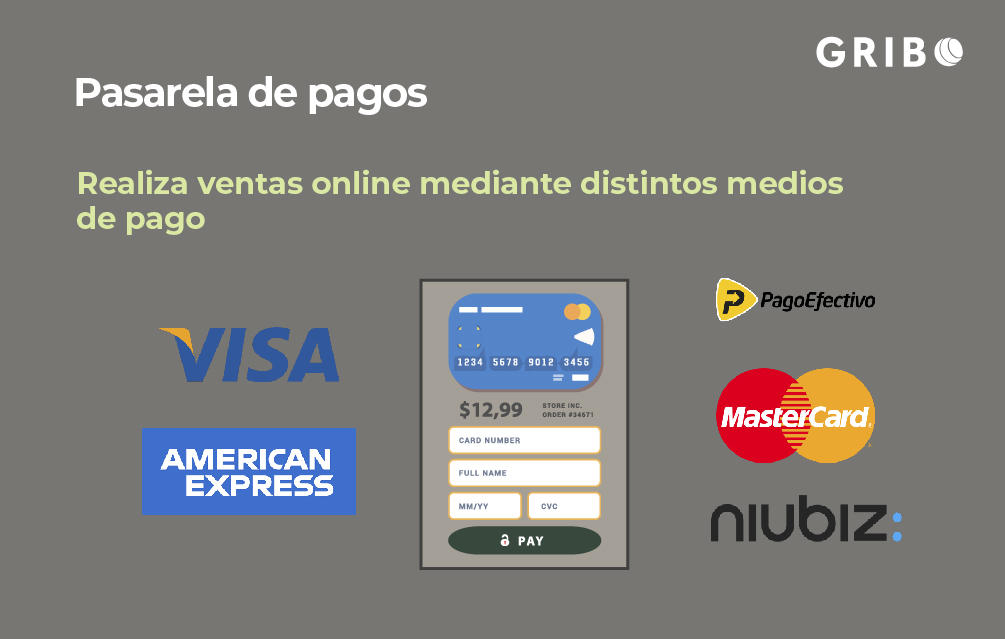 GRIBO
Pasarela de pagos
Realiza ventas online mediante distintos medios
de pago
VISA
AMERICAN
EXPRESS
1234 5678 9012 3456
$12,99
STORE INC.
ORDER #34671
CARD NUMBER
FULL NAME
MM/YY
CVC
PAY
P PagoEfectivo
MasterCard
niubiz: